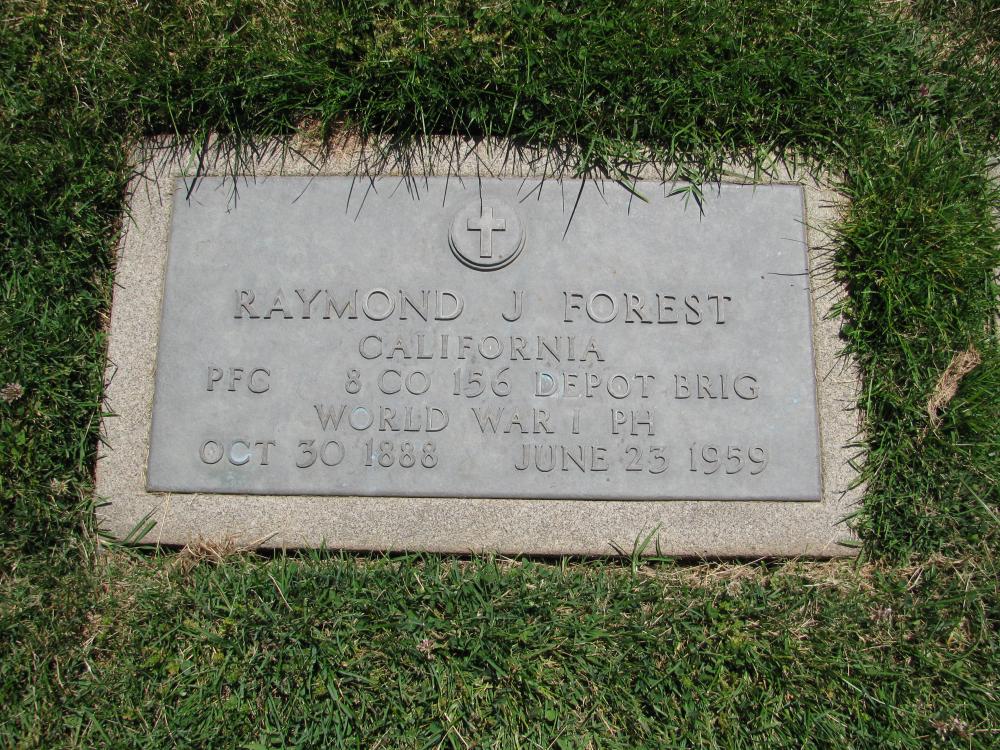 RAYMOND J FOREST
CALIFORNIA
PFC 8 CO 156 DEPOT BRIG
WORLD WAR I PH
OCT 30 1888 JUNE 23 1959